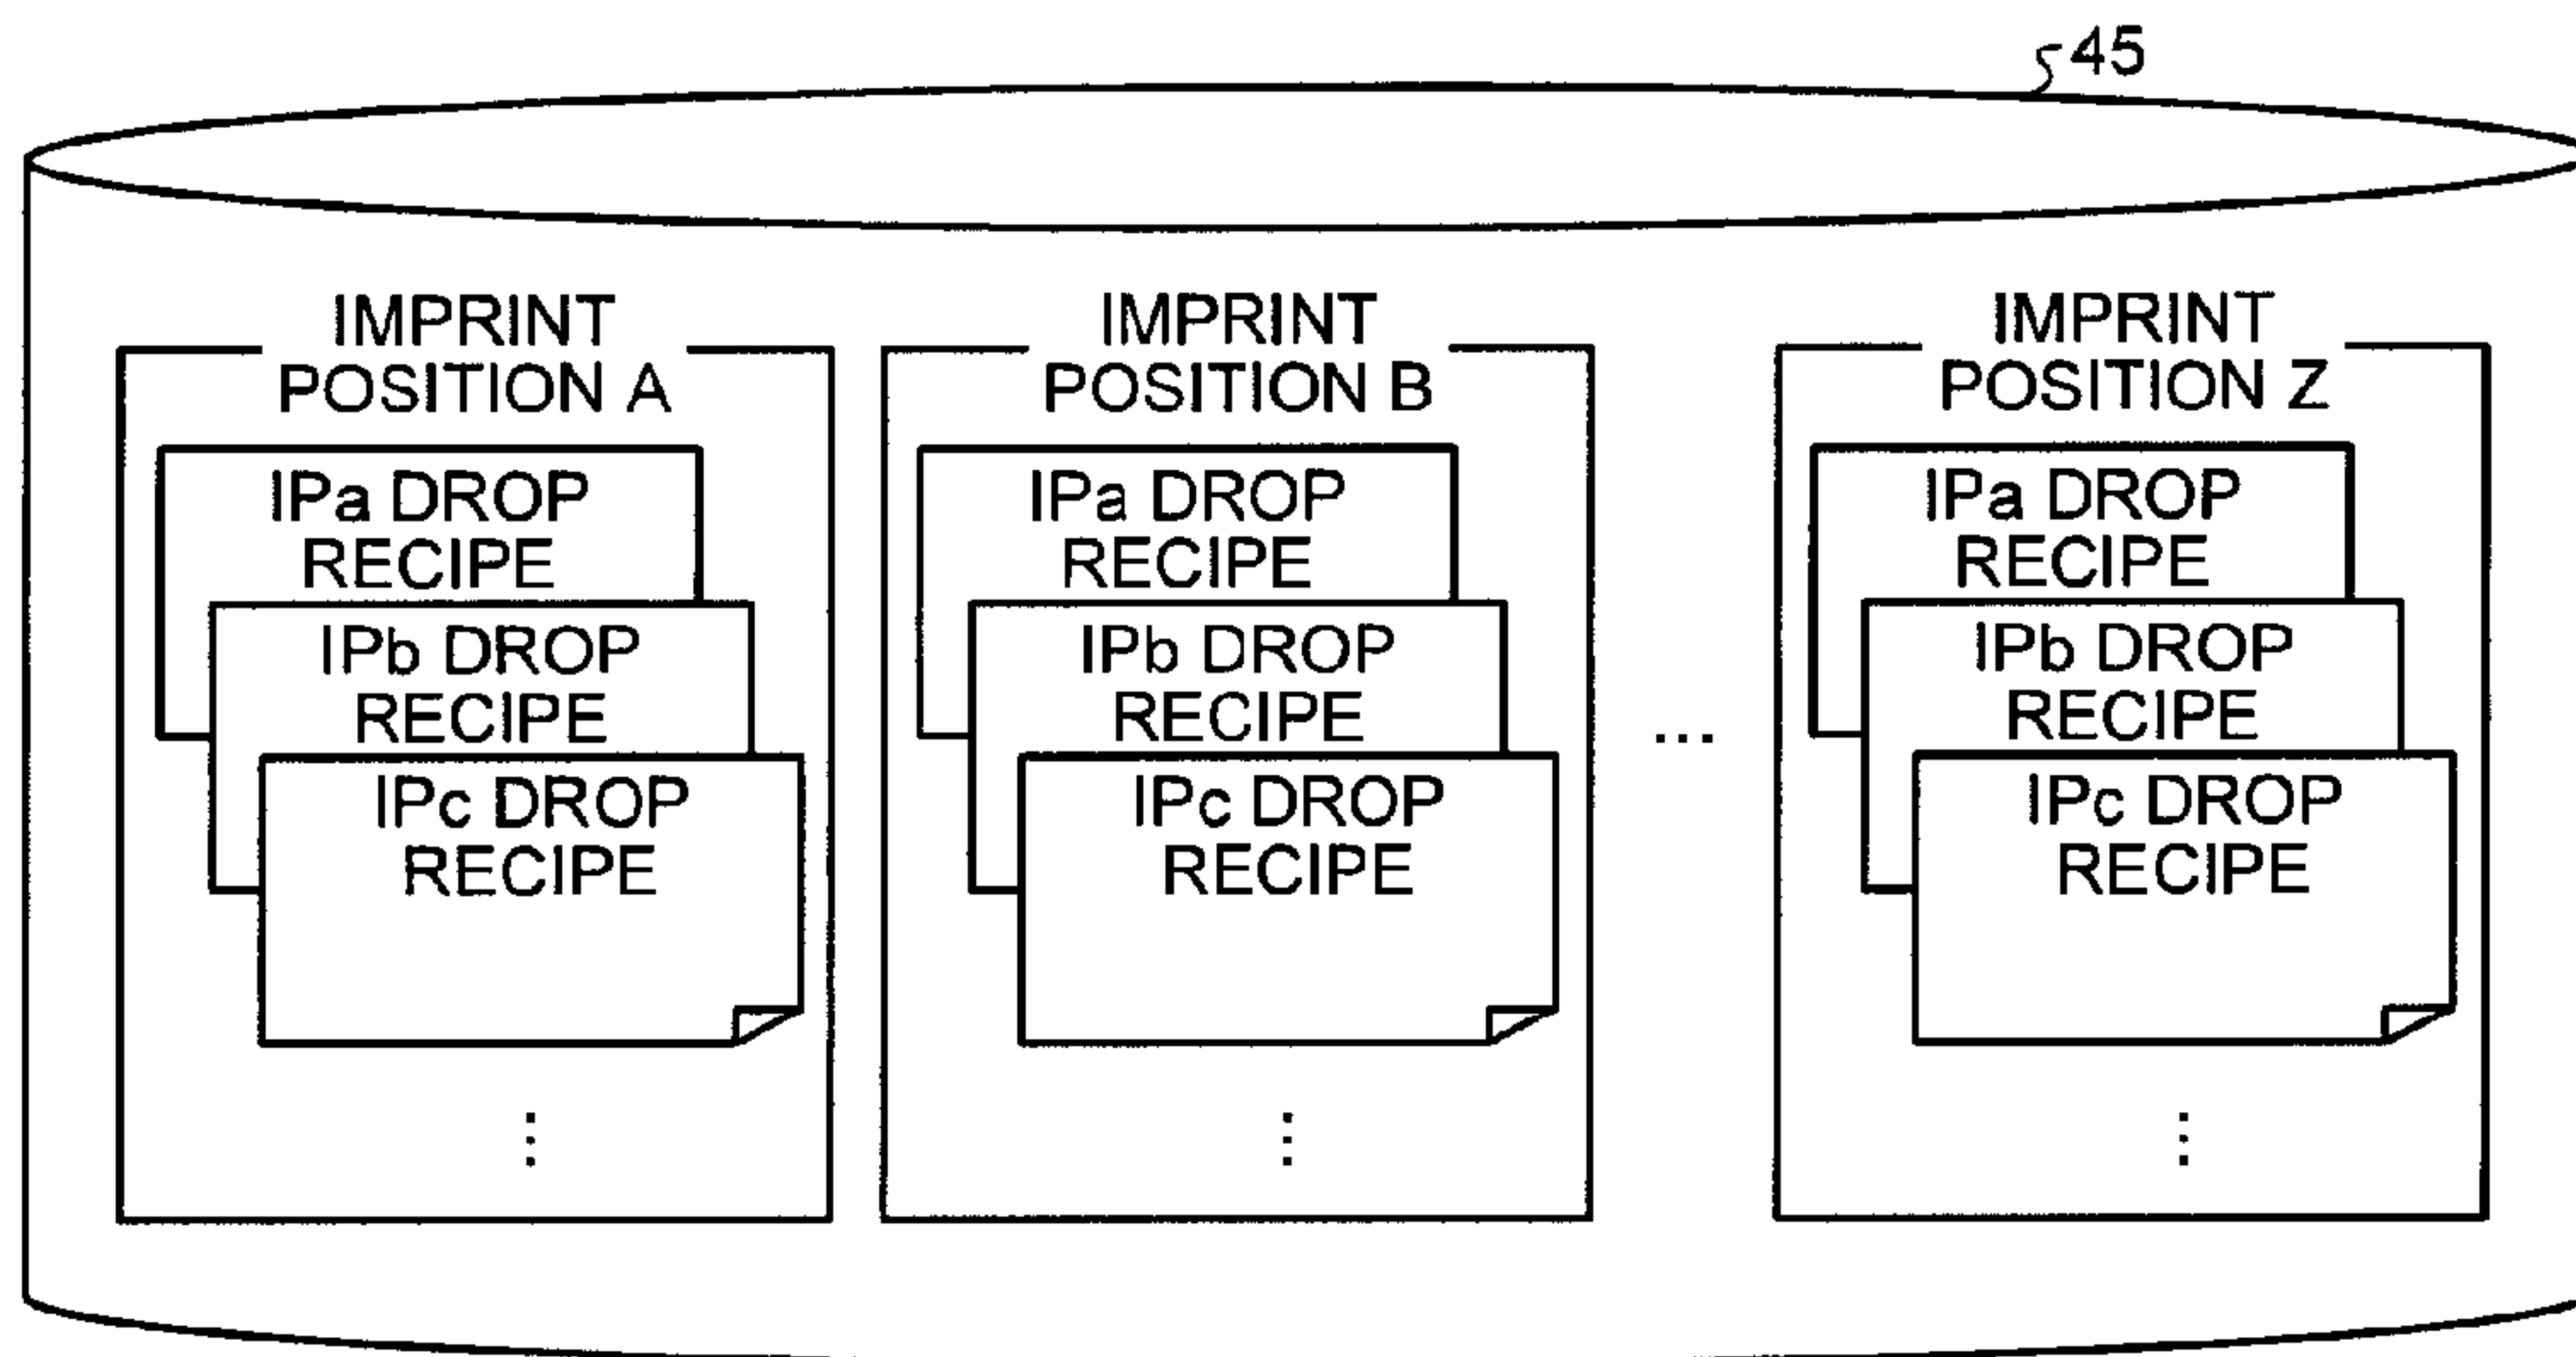 45
IMPRINT
POSITION A
IPa DROP
RECIPE
IPb DROP
RECIPE
IPc DROP
RECIPE
⋮
IMPRINT
POSITION B
IPa DROP
RECIPE
IPb DROP
RECIPE
IPc DROP
RECIPE
⋮
...
IMPRINT
POSITION Z
IPa DROP
RECIPE
IPb DROP
RECIPE
IPc DROP
RECIPE
⋮